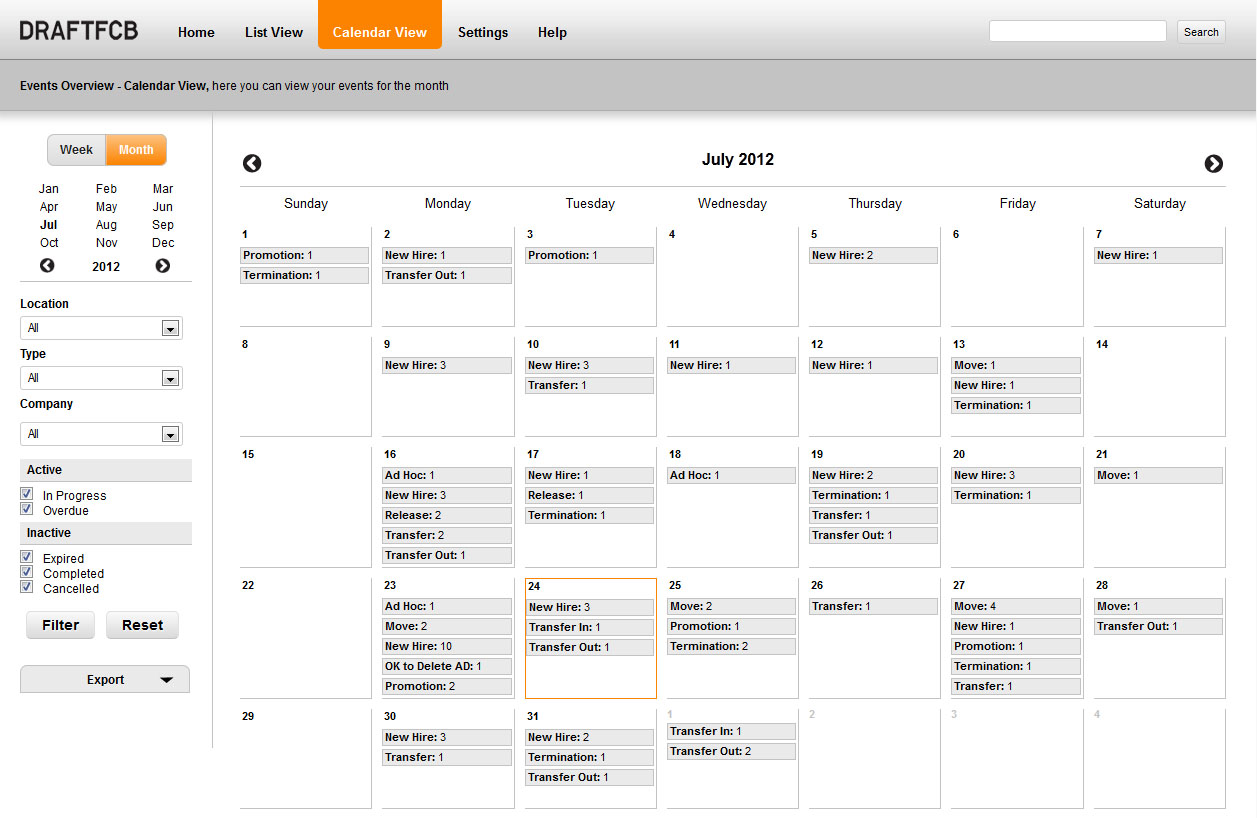 DRAFTFCB
Home List View Calendar View Settings Help Search
Events Overview - Calendar View, here you can view your events for the month
Week Month
Jan Feb Mar
Apr May Jun
Jul Aug Sep
Oct Nov Dec
2012
Location
All
Type
All
Company
All
Active
In Progress
Overdue
Inactive
Expired
Completed
Cancelled
Filter Reset
Export
July 2012
Sunday Monday Tuesday Wednesday Thursday Friday Saturday
1
Promotion: 1
Termination: 1
2
New Hire: 1
Transfer Out: 1
3
Promotion: 1
4
5
New Hire: 2
6
7
New Hire: 1
8
9
New Hire: 3
10
New Hire: 3
Transfer: 1
11
New Hire: 1
12
New Hire: 1
13
Move: 1
New Hire: 1
Termination: 1
14
15
16
Ad Hoc: 1
New Hire: 3
Release: 2
Transfer: 2
Transfer Out: 1
17
New Hire: 1
Release: 1
Termination: 1
18
Ad Hoc: 1
19
New Hire: 2
Termination: 1
Transfer: 1
Transfer Out: 1
20
New Hire: 3
Termination: 1
21
Move: 1
22
23
Ad Hoc: 1
Move: 2
New Hire: 10
OK to Delete AD: 1
Promotion: 2
24
New Hire: 3
Transfer In: 1
Transfer Out: 1
25
Move: 2
Promotion: 1
Termination: 2
26
Transfer: 1
27
Move: 4
New Hire: 1
Promotion: 1
Termination: 1
Transfer: 1
28
Move: 1
Transfer Out: 1
29
30
New Hire: 3
Transfer: 1
31
New Hire: 2
Termination: 1
Transfer Out: 1
1
Transfer In: 1
Transfer Out: 2
2
3
4